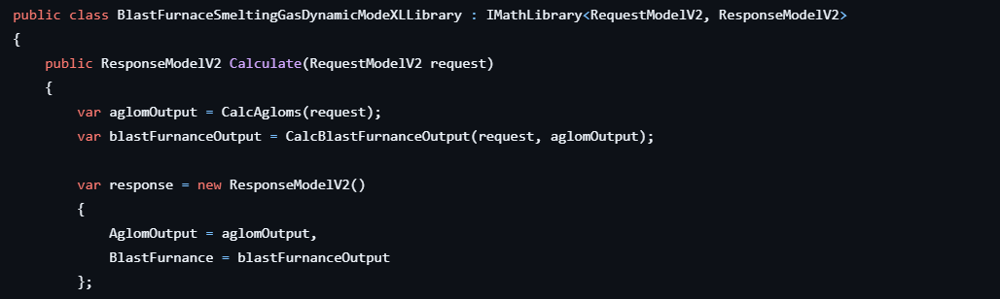 public class BlastFurnaceSmeltingGasDynamicModeXLLibrary : IMathLibrary<RequestModelV2, ResponseModelV2>
{
    public ResponseModelV2 Calculate(RequestModelV2 request)
    {
        var aglomOutput = CalcAgloms(request);
        var blastFurnanceOutput = CalcBlastFurnanceOutput(request, aglomOutput);

        var response = new ResponseModelV2()
        {
            AglomOutput = aglomOutput,
            BlastFurnance = blastFurnanceOutput
        };